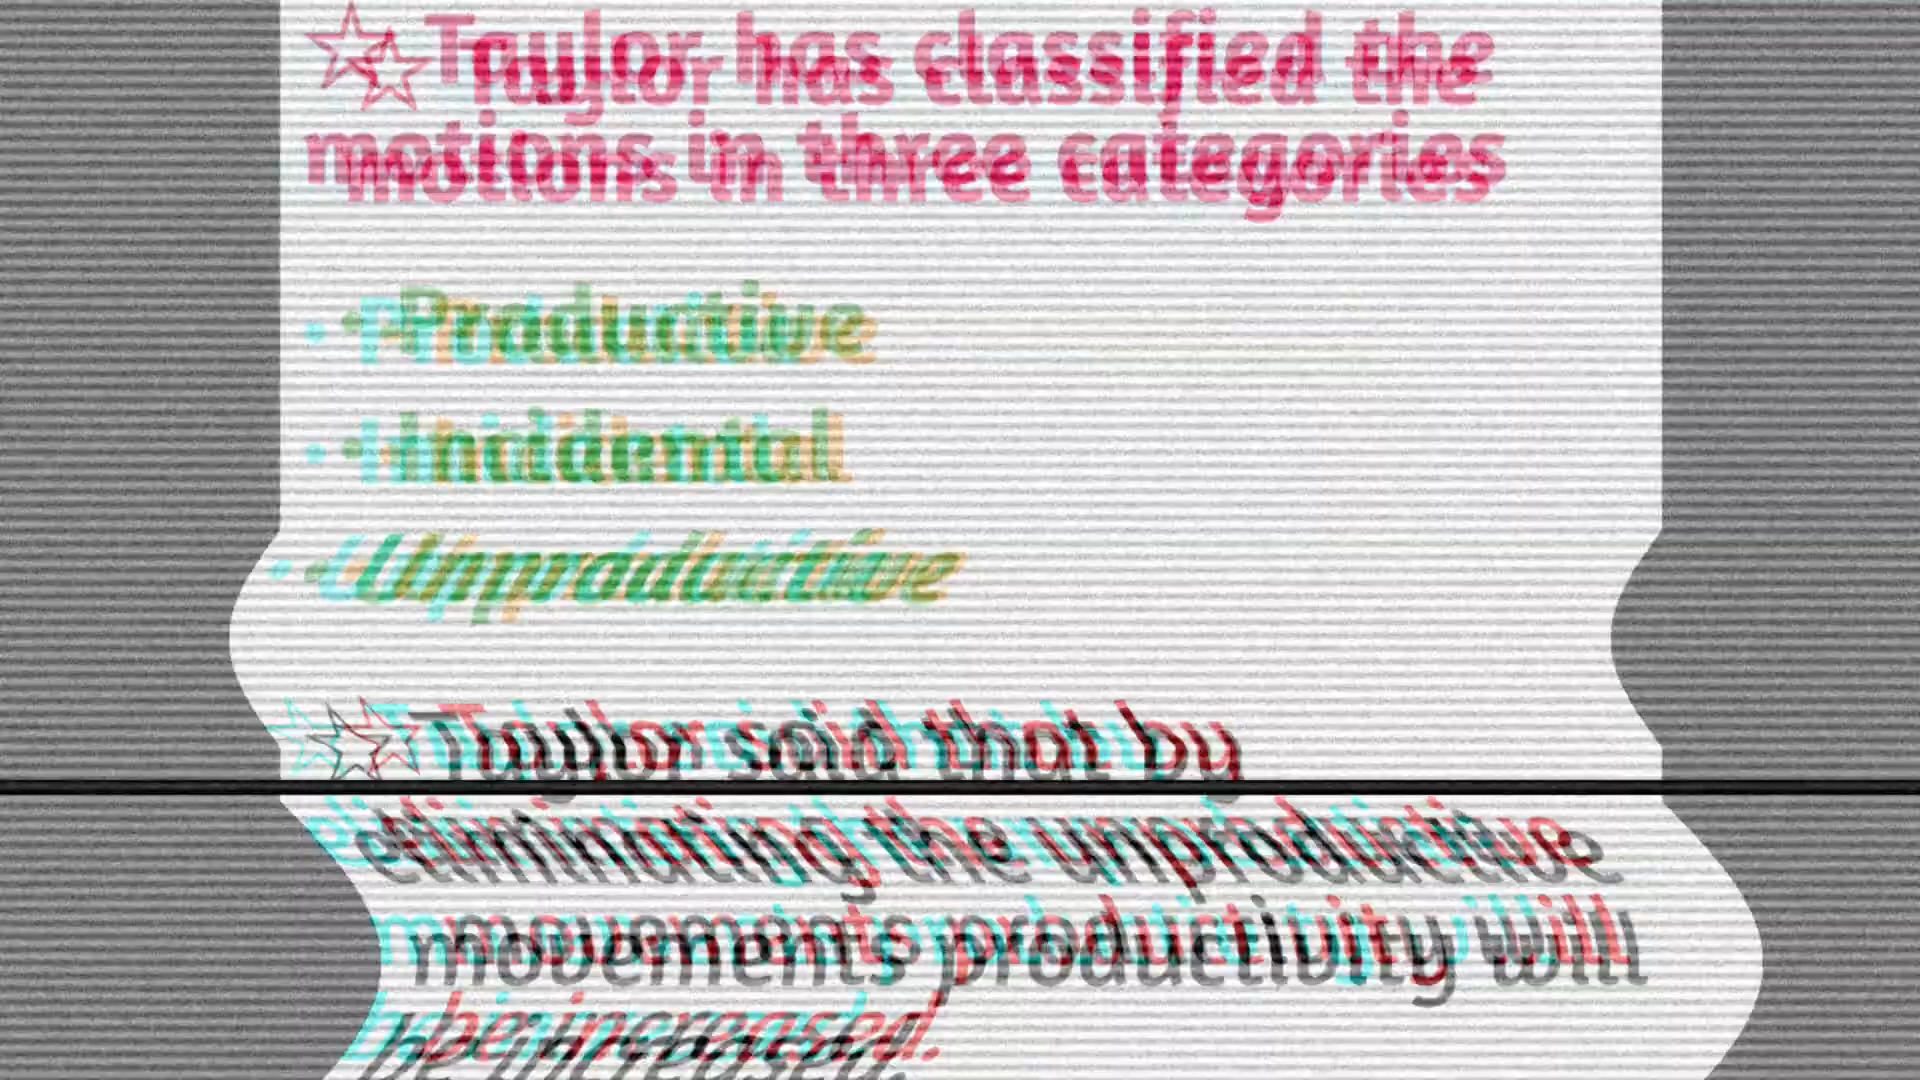 ☆Taylor has classified the
motions in three categories
• Productive
• Incidental
• Unproductive
☆Taylor said that by
eliminating the unproductive
movements productivity will
be increased.